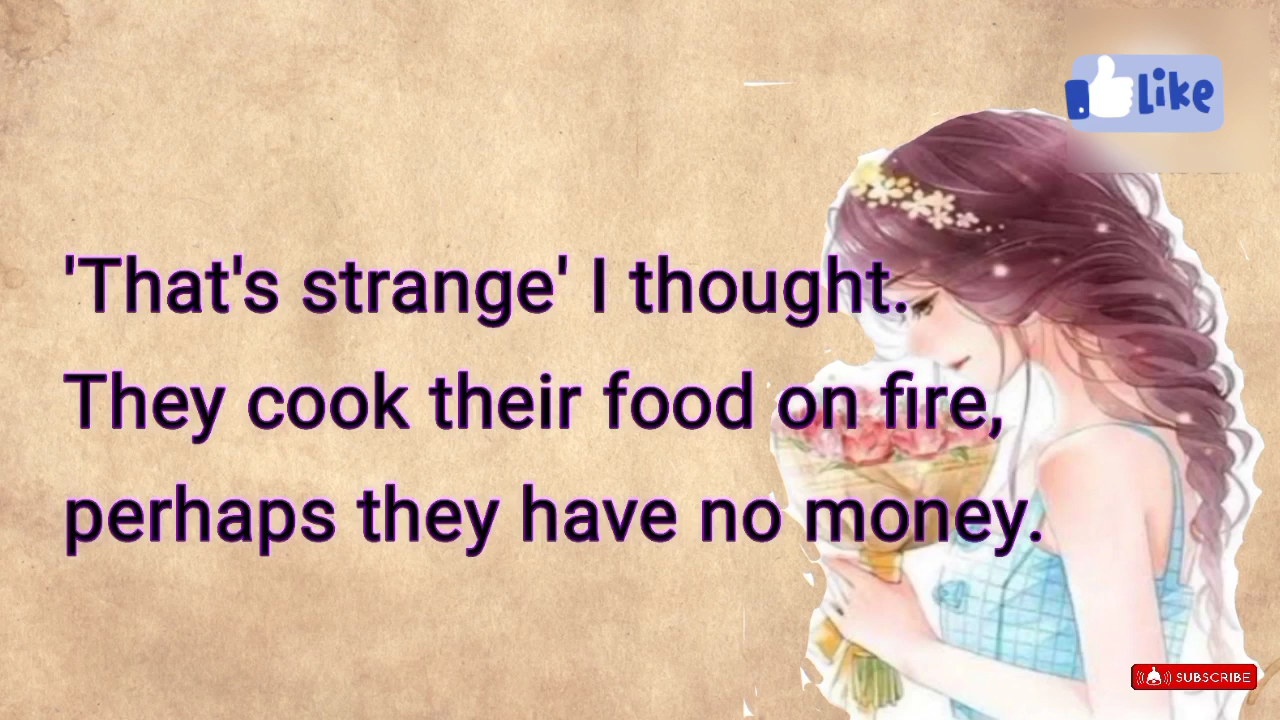 Like
'That's strange' I thought.
They cook their food on fire,
perhaps they have no money.
SUBSCRIBE